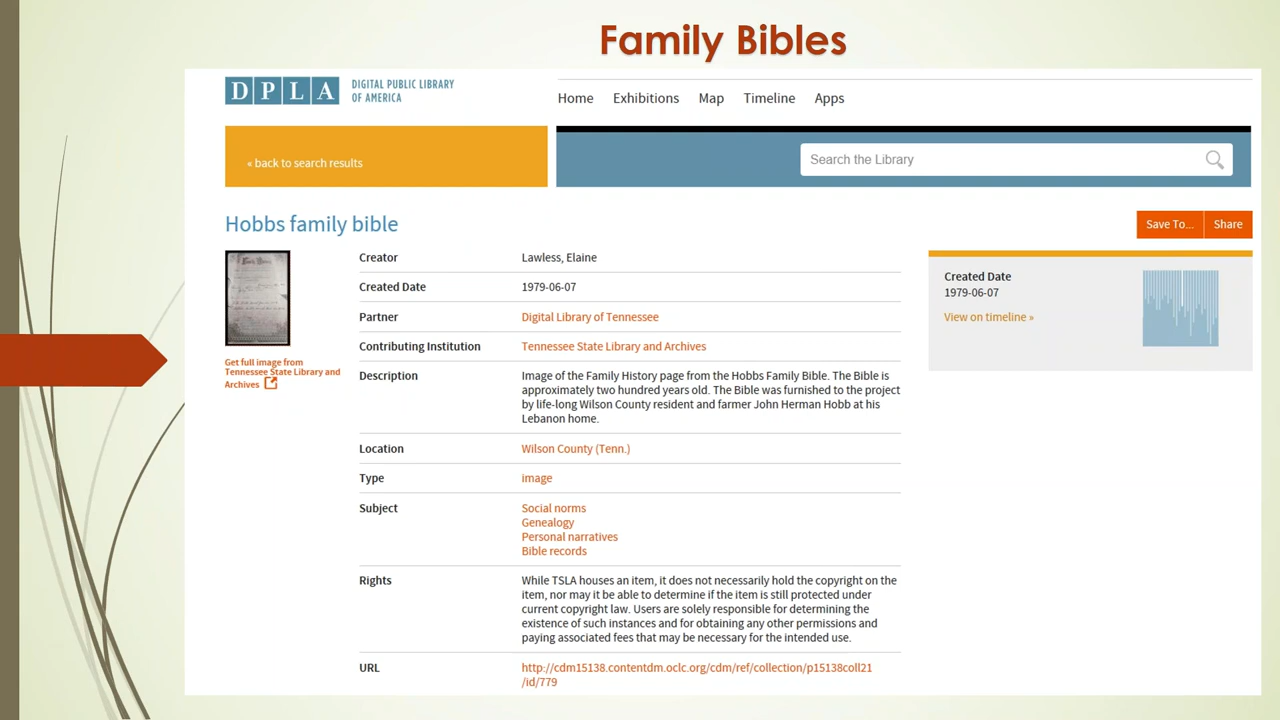 Family Bibles
DPLA DIGITAL PUBLIC LIBRARY
OF AMERICA
Home Exhibitions Map Timeline Apps
« back to search results
Search the Library
Hobbs family bible
Save To... Share
Creator Lawless, Elaine
Created Date 1979-06-07
Partner Digital Library of Tennessee
Contributing Institution Tennessee State Library and Archives
Description Image of the Family History page from the Hobbs Family Bible. The Bible is
approximately two hundred years old. The Bible was furnished to the project
by life-long Wilson County resident and farmer John Herman Hobb at his
Lebanon home.
Location Wilson County (Tenn.)
Type image
Subject Social norms
Genealogy
Personal narratives
Bible records
Rights While TSLA houses an item, it does not necessarily hold the copyright on the
item, nor may it be able to determine if the item is still protected under
current copyright law. Users are solely responsible for determining the
existence of such instances and for obtaining any other permissions and
paying associated fees that may be necessary for the intended use.
URL http://cdm15138.contentdm.oclc.org/cdm/ref/collection/p15138coll21
/id/779
Get full image from
Tennessee State Library and
Archives
Created Date
1979-06-07
View on timeline »